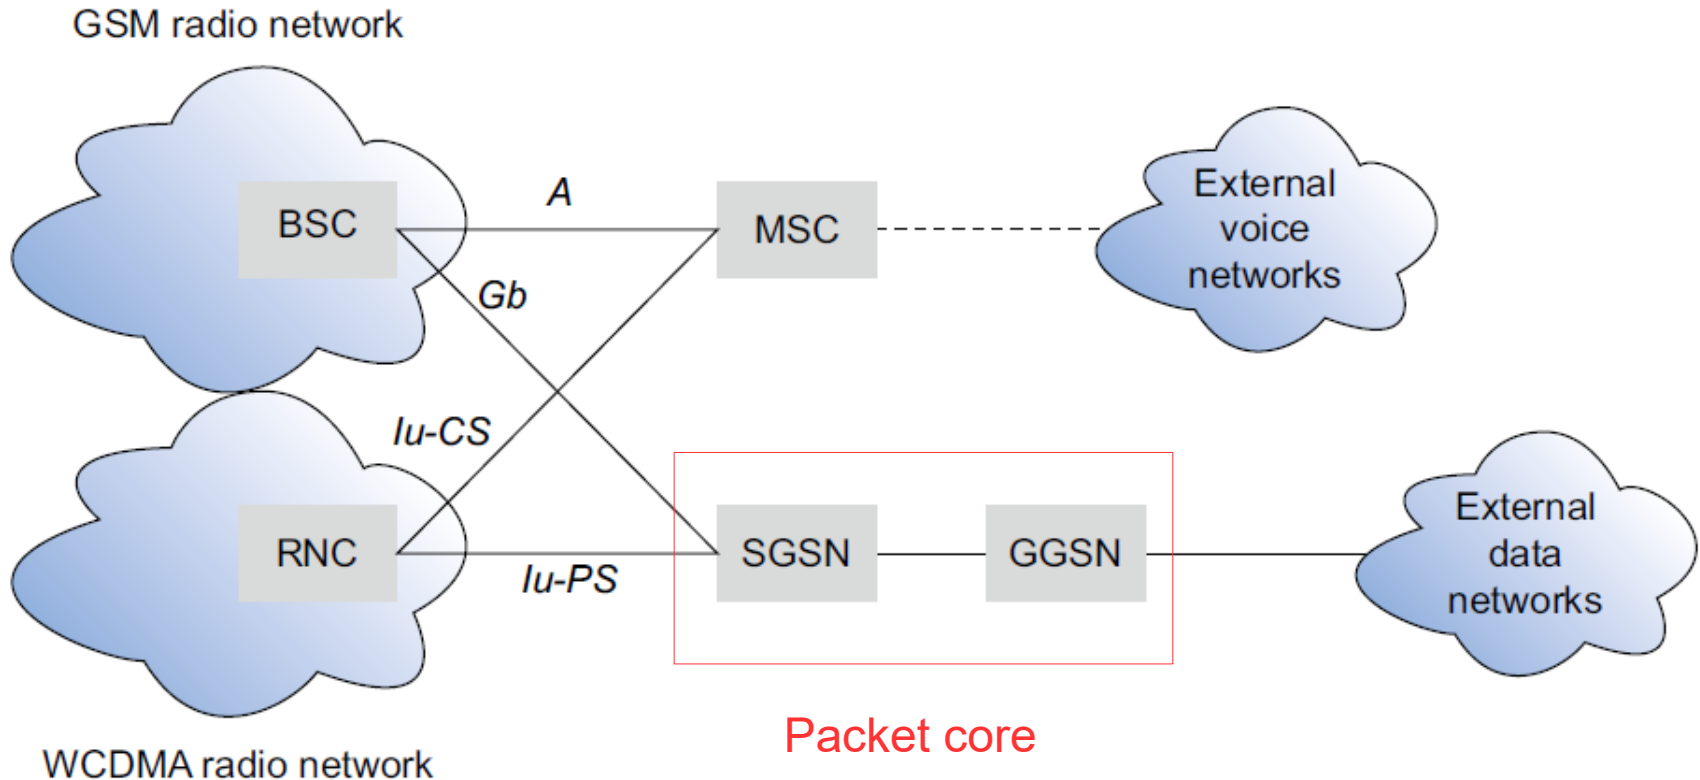 GSM radio network
BSC
A
MSC
External
voice
networks
Gb
Iu-CS
RNC
Iu-PS
SGSN
GGSN
External
data
networks
Packet core
WCDMA radio network